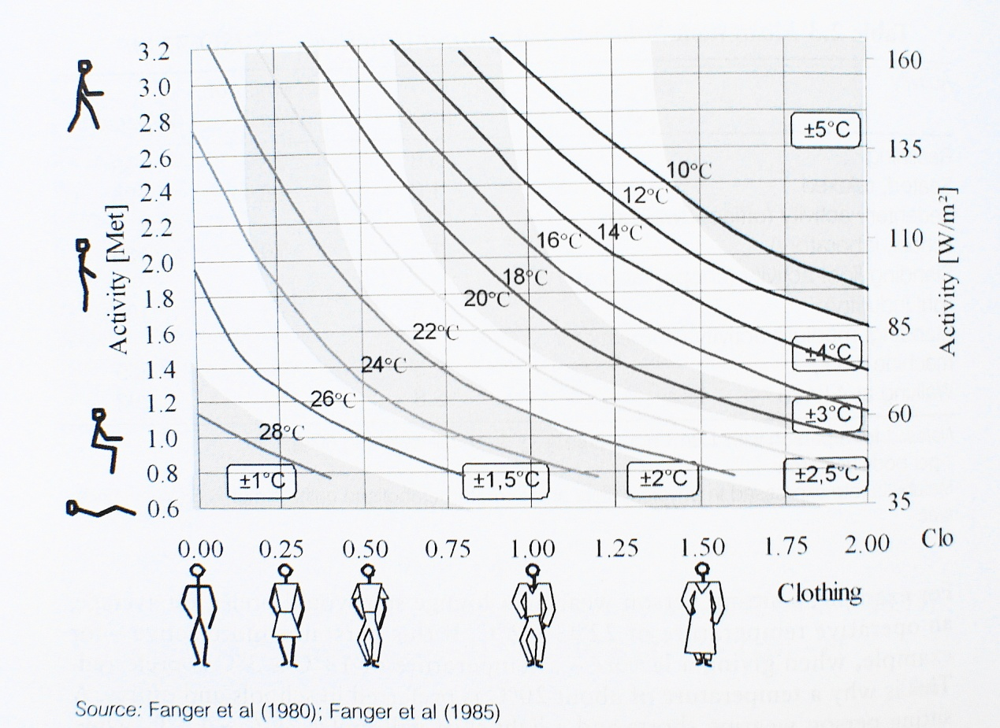 3.2
3.0
2.8
2.6
2.4
2.2
2.0
1.8
1.6
1.4
1.2
1.0
0.8
0.6
Activity [Met]
160
135
110
85
60
35
Activity [W/m²]
±5°C
10°C
12°C
14°C
16°C
18°C
20°C
22°C
24°C
26°C
28°C
±4°C
±3°C
±1°C
±1,5°C
±2°C
±2,5°C
0.00 0.25 0.50 0.75 1.00 1.25 1.50 1.75 2.00 Clo
Clothing
Source: Fanger et al (1980); Fanger et al (1985)